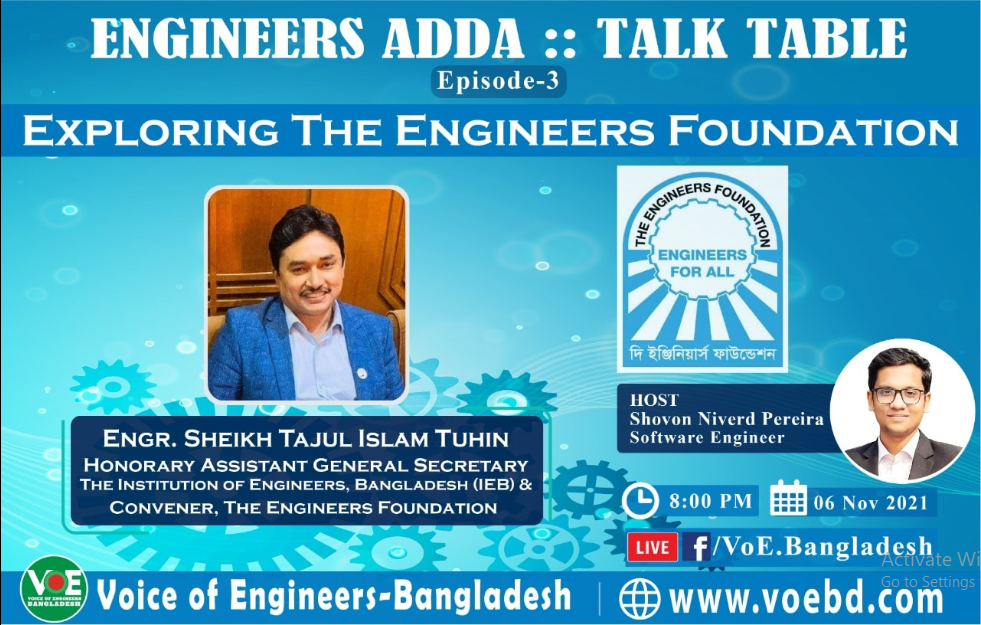 ENGINEERS ADDA :: TALK TABLE
Episode-3
EXPLORING THE ENGINEERS FOUNDATION
THE ENGINEERS FOUNDATION
ENGINEERS
FOR ALL
দি ইঞ্জিনিয়ার্স ফাউন্ডেশন
ENGR. SHEIKH TAJUL ISLAM TUHIN
HONORARY ASSISTANT GENERAL SECRETARY
THE INSTITUTION OF ENGINEERS, BANGLADESH (IEB) &
CONVENER, THE ENGINEERS FOUNDATION
HOST
Shovon Niverd Pereira
Software Engineer
8:00 PM
06 Nov 2021
LIVE f/VoE.Bangladesh
Activate Wi
Go to Settings
VOE
VOICE OF ENGINEERS
BANGLADESH
Voice of Engineers-Bangladesh
www.voebd.com